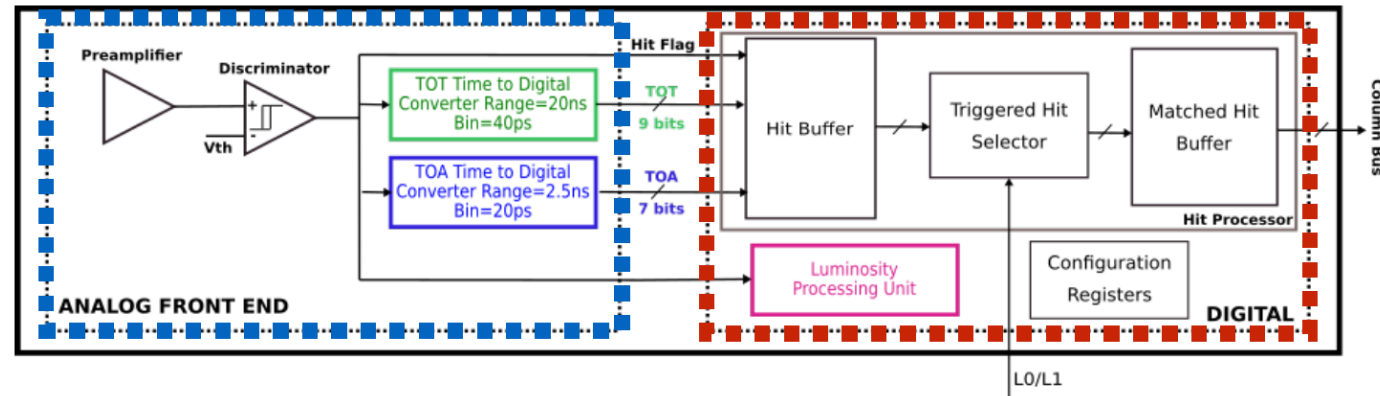 Preamplifier
Discriminator
+
-
Vth
TOT Time to Digital
Converter Range=20ns
Bin=40ps
TOA Time to Digital
Converter Range=2.5ns
Bin=20ps
ANALOG FRONT END
Hit Flag
TOT
9 bits
TOA
7 bits
Hit Buffer
Triggered Hit
Selector
Matched Hit
Buffer
Hit Processor
Luminosity
Processing Unit
Configuration
Registers
DIGITAL
L0/L1
Column Bus